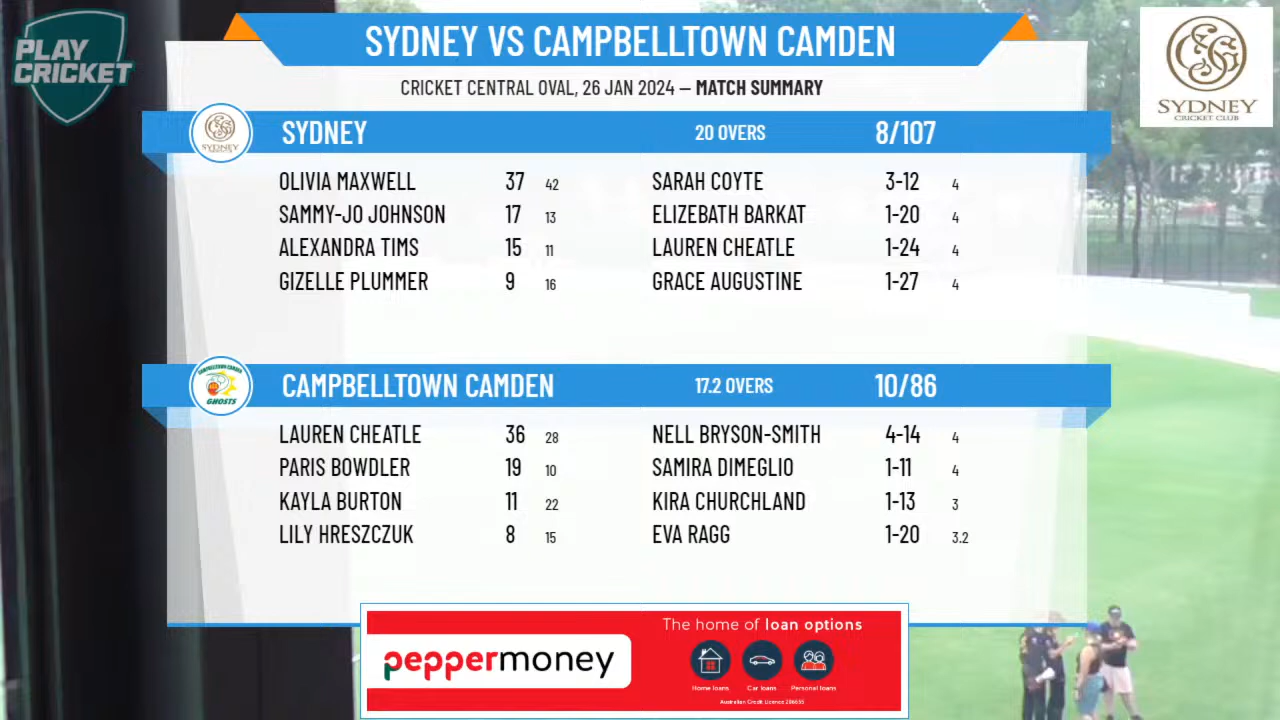 PLAY CRICKET
SYDNEY VS CAMPBELLTOWN CAMDEN
SYDNEY
CRICKET CLUB
CRICKET CENTRAL OVAL, 26 JAN 2024 – MATCH SUMMARY
SYDNEY 20 OVERS 8/107
OLIVIA MAXWELL 37 42 SARAH COYTE 3-12 4
SAMMY-JO JOHNSON 17 13 ELIZEBATH BARKAT 1-20 4
ALEXANDRA TIMS 15 11 LAUREN CHEATLE 1-24 4
GIZELLE PLUMMER 9 16 GRACE AUGUSTINE 1-27 4
CAMPBELLTOWN CAMDEN
GHOSTS
CAMPBELLTOWN CAMDEN 17.2 OVERS 10/86
LAUREN CHEATLE 36 28 NELL BRYSON-SMITH 4-14 4
PARIS BOWDLER 19 10 SAMIRA DIMEGLIO 1-11 4
KAYLA BURTON 11 22 KIRA CHURCHLAND 1-13 3
LILY HRESZCZUK 8 15 EVA RAGG 1-20 3.2
peppermoney
The home of loan options
Home loans Car loans Personal loans